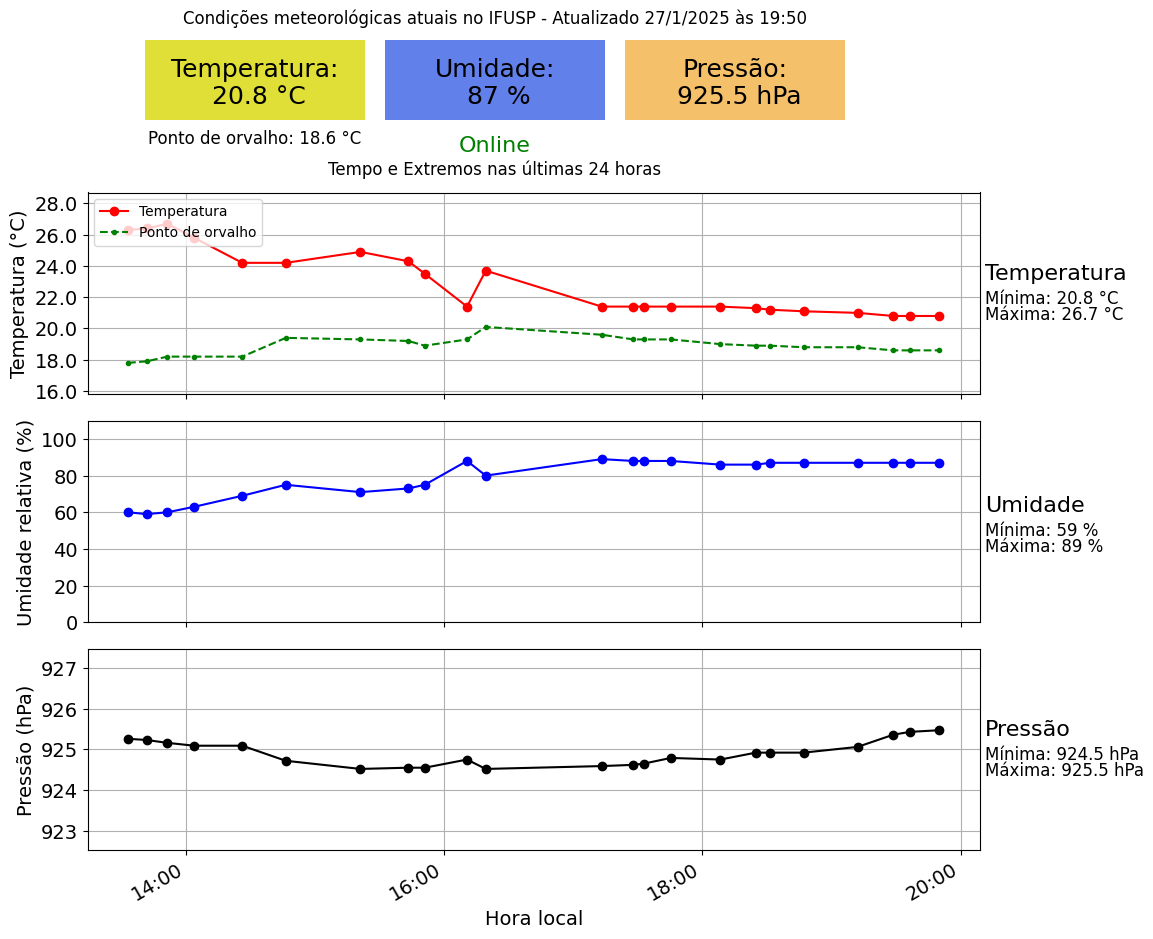 Condições meteorológicas atuais no IFUSP - Atualizado 27/1/2025 às 19:50
Temperatura:
20.8 °C
Umidade:
87 %
Pressão:
925.5 hPa
Ponto de orvalho: 18.6 °C
Online
Tempo e Extremos nas últimas 24 horas
Temperatura (°C)
28.0
26.0
24.0
22.0
20.0
18.0
16.0
Temperatura
Ponto de orvalho
Temperatura
Mínima: 20.8 °C
Máxima: 26.7 °C
Umidade relativa (%)
100
80
60
40
20
0
Umidade
Mínima: 59 %
Máxima: 89 %
Pressão (hPa)
927
926
925
924
923
Pressão
Mínima: 924.5 hPa
Máxima: 925.5 hPa
14:00
16:00
18:00
20:00
Hora local